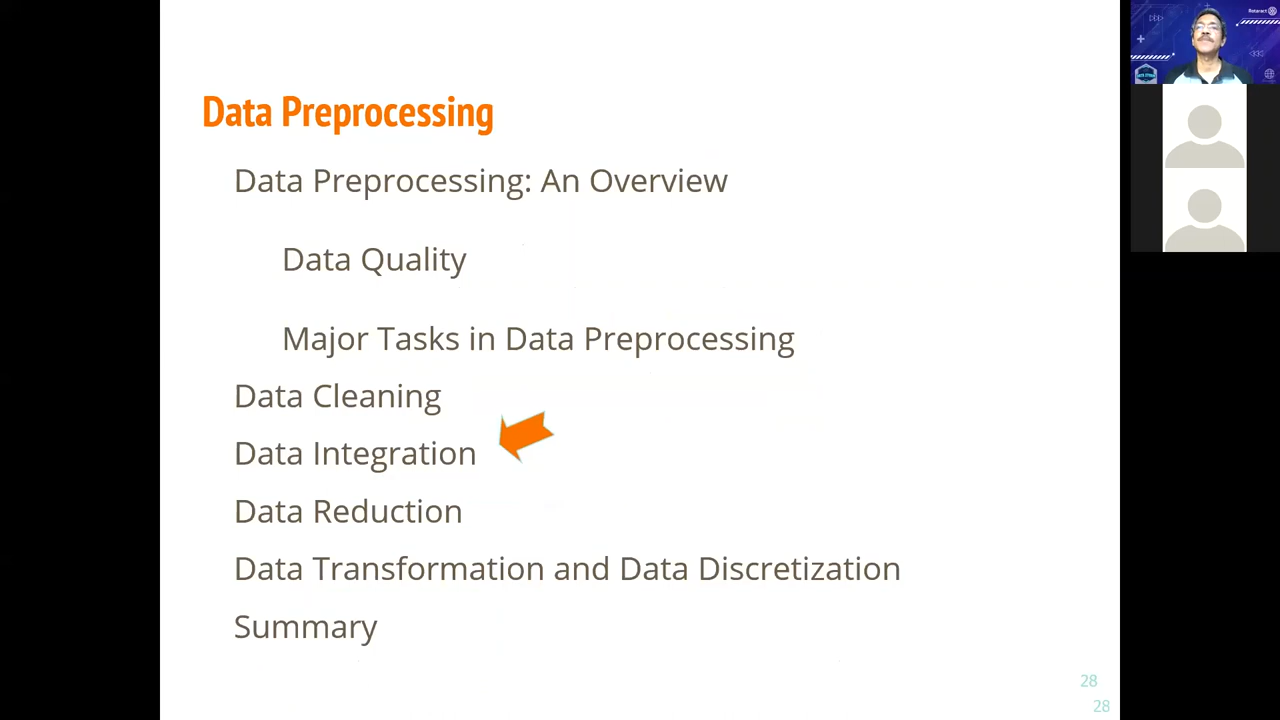 Data Preprocessing
Data Preprocessing: An Overview
Data Quality
Major Tasks in Data Preprocessing
Data Cleaning
Data Integration
Data Reduction
Data Transformation and Data Discretization
Summary
28
28
Rotaract